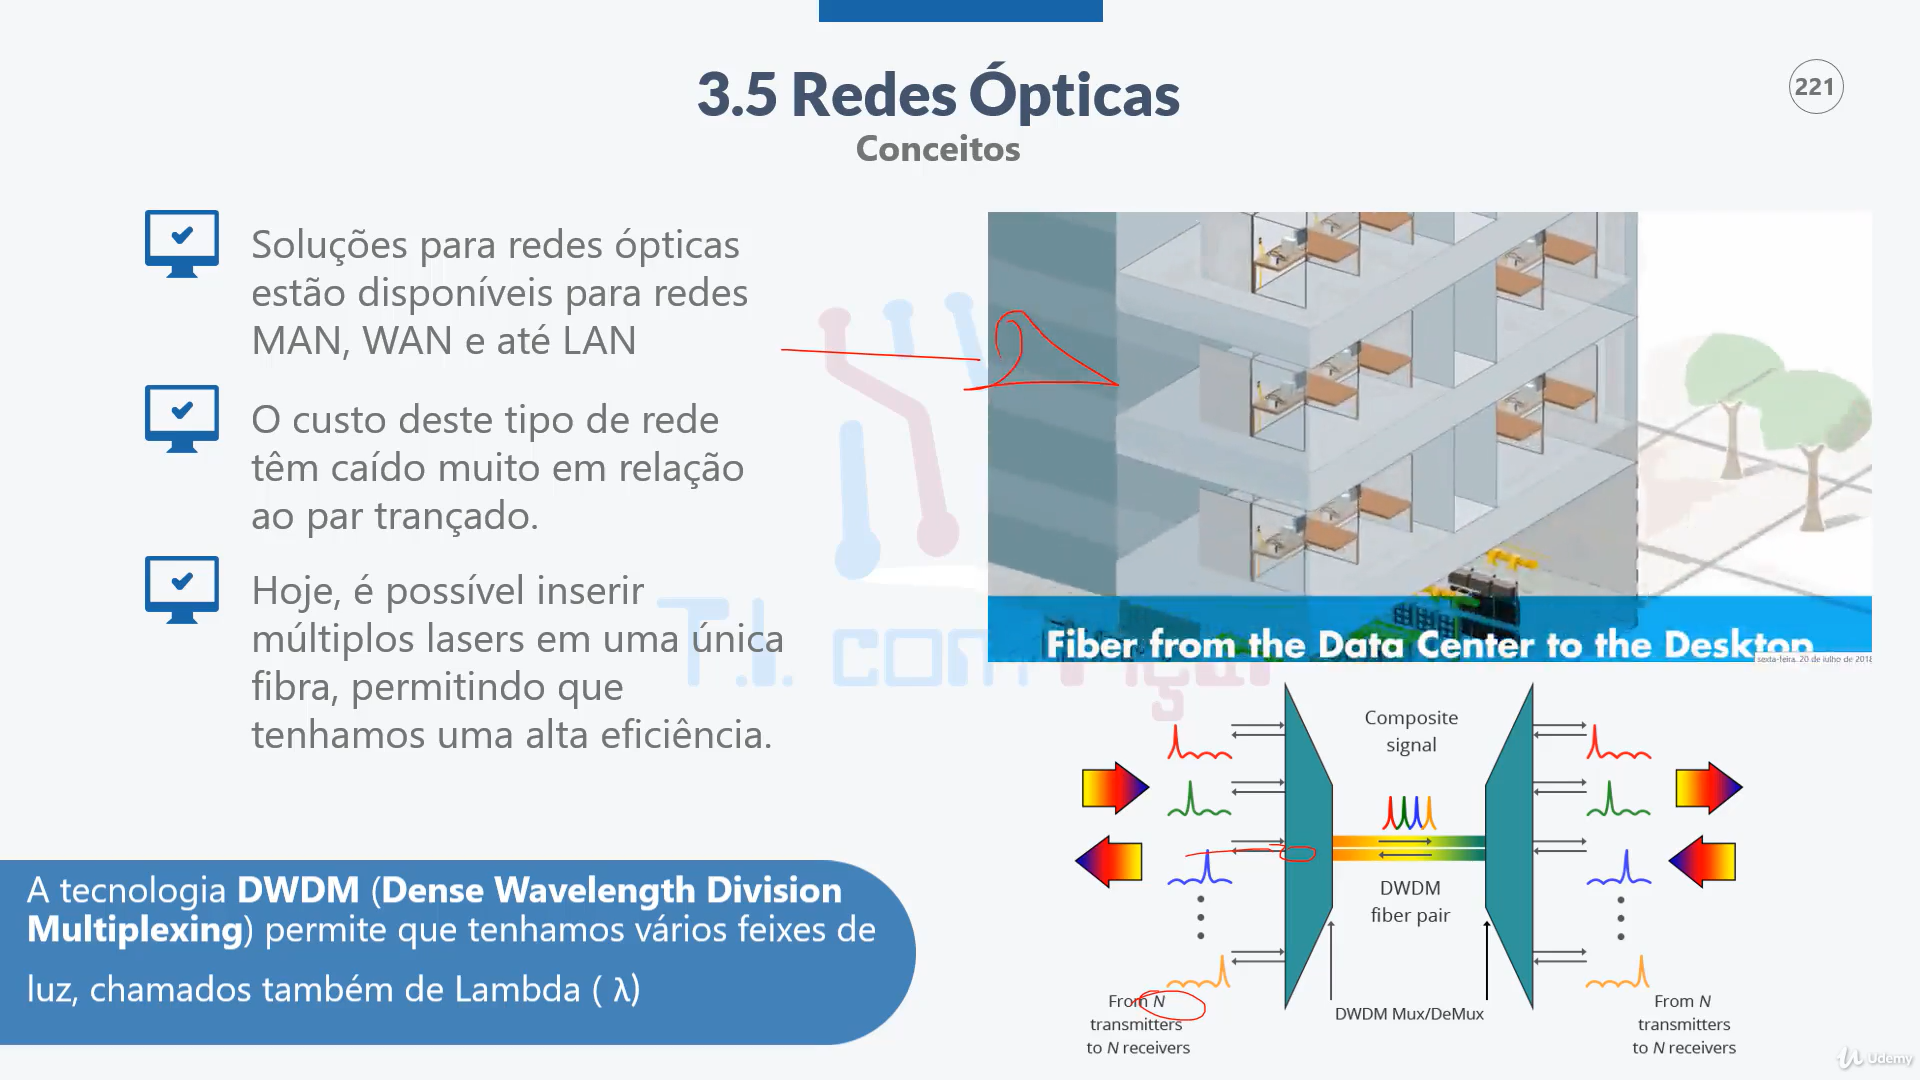 3.5 Redes Ópticas
Conceitos
221
Soluções para redes ópticas
estão disponíveis para redes
MAN, WAN e até LAN
O custo deste tipo de rede
têm caído muito em relação
ao par trançado.
Hoje, é possível inserir
múltiplos lasers em uma única
fibra, permitindo que
tenhamos uma alta eficiência.
A tecnologia DWDM (Dense Wavelength Division
Multiplexing) permite que tenhamos vários feixes de
luz, chamados também de Lambda ( λ)
Fiber from the Data Center to the Desktop
sexta-feira, 20 de julho de 2018
T.I. com
Composite
signal
DWDM
fiber pair
DWDM Mux/DeMux
From N
transmitters
to N receivers
From N
transmitters
to N receivers
Udemy